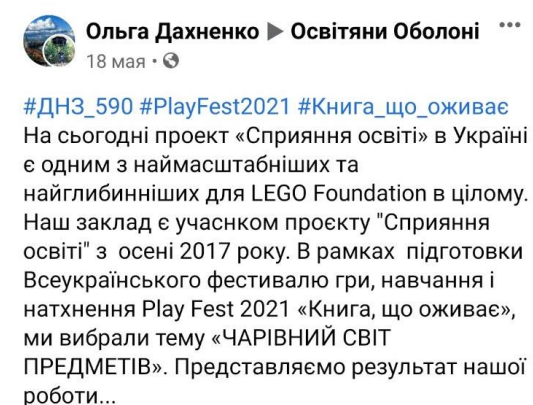 Ольга Дахненко ▶ Освітяни Оболоні
18 мая •
#ДНЗ_590 #PlayFest2021 #Книга_що_оживає
На сьогодні проект «Сприяння освіті» в Україні
є одним з наймасштабніших та
найглибинніших для LEGO Foundation в цілому.
Наш заклад є учаснком проєкту "Сприяння
освіті" з осені 2017 року. В рамках підготовки
Всеукраїнського фестивалю гри, навчання і
натхнення Play Fest 2021 «Книга, що оживає»,
ми вибрали тему «ЧАРІВНИЙ СВІТ
ПРЕДМЕТІВ». Представляємо результат нашої
роботи...